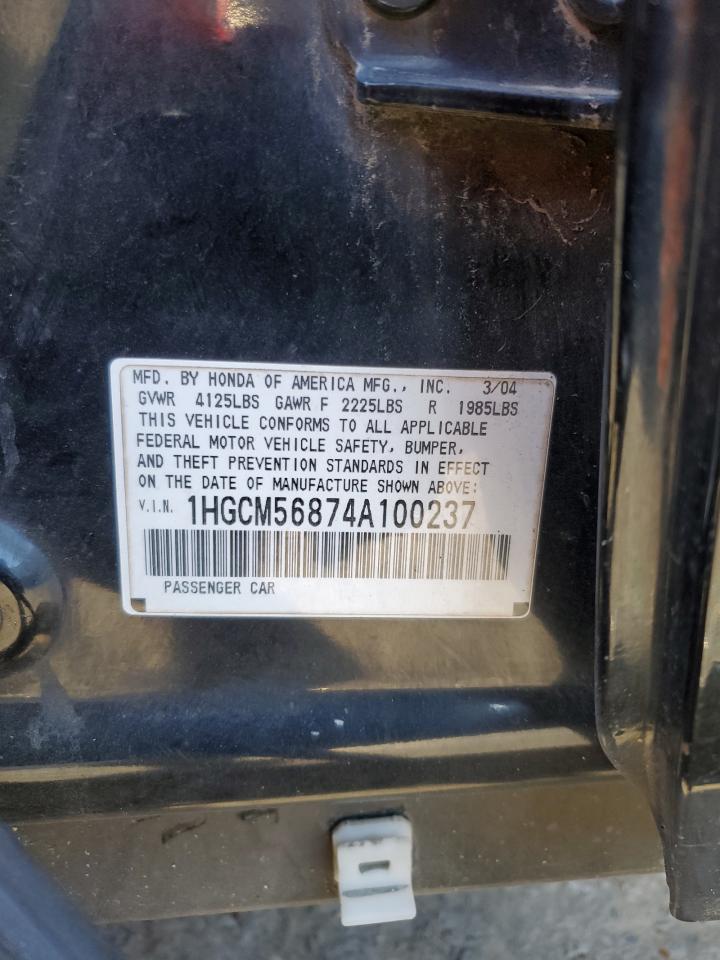 MFD. BY HONDA OF AMERICA MFG., INC. 3/04
GVWR 4125LBS GAWR F 2225LBS R 1985LBS
THIS VEHICLE CONFORMS TO ALL APPLICABLE
FEDERAL MOTOR VEHICLE SAFETY, BUMPER,
AND THEFT PREVENTION STANDARDS IN EFFECT
ON THE DATE OF MANUFACTURE SHOWN ABOVE:
V.I.N. 1HGCM56874A100237
PASSENGER CAR